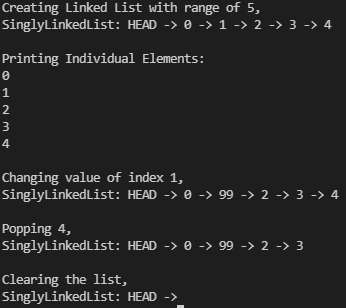 Creating Linked List with range of 5,
SinglyLinkedList: HEAD -> 0 -> 1 -> 2 -> 3 -> 4
Printing Individual Elements:
0
1
2
3
4
Changing value of index 1,
SinglyLinkedList: HEAD -> 0 -> 99 -> 2 -> 3 -> 4
Popping 4,
SinglyLinkedList: HEAD -> 0 -> 99 -> 2 -> 3
Clearing the list,
SinglyLinkedList: HEAD ->